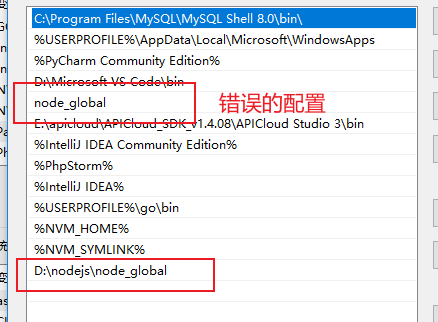 C:\Program Files\MySQL\MySQL Shell 8.0\bin\
%USERPROFILE%\AppData\Local\Microsoft\WindowsApps
%PyCharm Community Edition%
D:\Microsoft VS Code\bin
node_global
错误的配置
E:\apicloud\APICloud_SDK_v1.4.08\APICloud Studio 3\bin
%IntelliJ IDEA Community Edition%
%PhpStorm%
%IntelliJ IDEA%
%USERPROFILE%\go\bin
%NVM_HOME%
%NVM_SYMLINK%
D:\nodejs\node_global